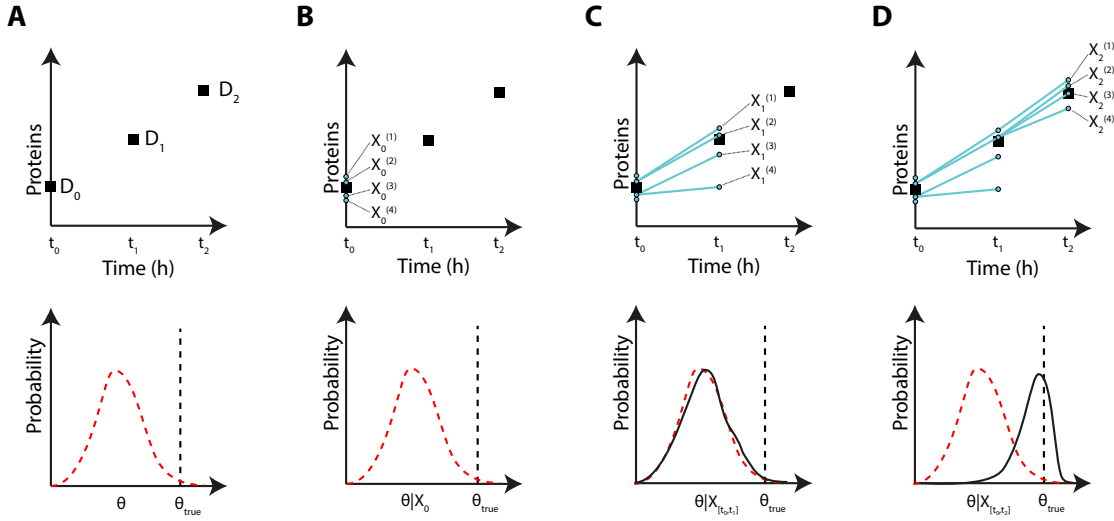 A
Proteins
D0
D1
D2
t0
t1
t2
Time (h)
Probability
θ
θtrue
B
Proteins
X0(1)
X0(2)
X0(3)
X0(4)
t0
t1
t2
Time (h)
Probability
θ|X0
θtrue
C
Proteins
X1(1)
X1(2)
X1(3)
X1(4)
t0
t1
t2
Time (h)
Probability
θ|X[t0,t1]
θtrue
D
Proteins
X2(1)
X2(2)
X2(3)
X2(4)
t0
t1
t2
Time (h)
Probability
θ|X[t0,t2]
θtrue